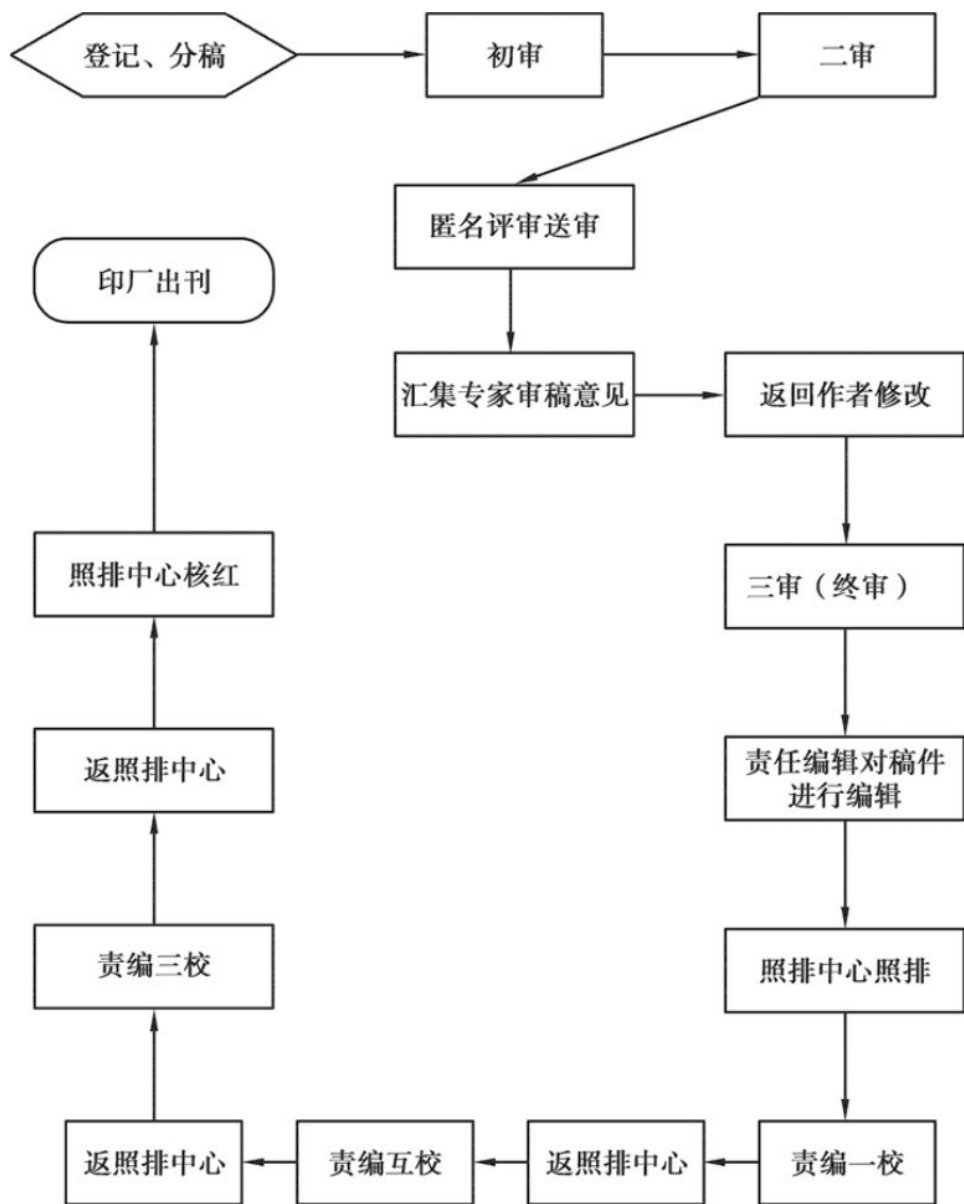 登记、分稿
初审
二审
匿名评审送审
汇集专家审稿意见
返回作者修改
三审（终审）
责任编辑对稿件
进行编辑
照排中心照排
责编一校
返照排中心
责编互校
返照排中心
责编三校
返照排中心
照排中心核红
印厂出刊